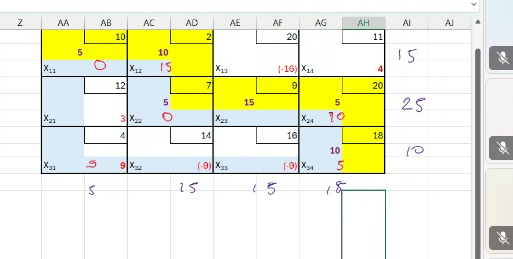 Z AA AB AC AD AE AF AG AH AI AJ
10 2 20 11
5 10 15
X11 0 X12 15 X13 (-16) X14 4
12 7 9 20
5 15 5 25
X21 3 X22 0 X23 X24
4 14 16 18
10 10
X31 9 X32 (-9) X33 (-9) X34 5
5 15 18